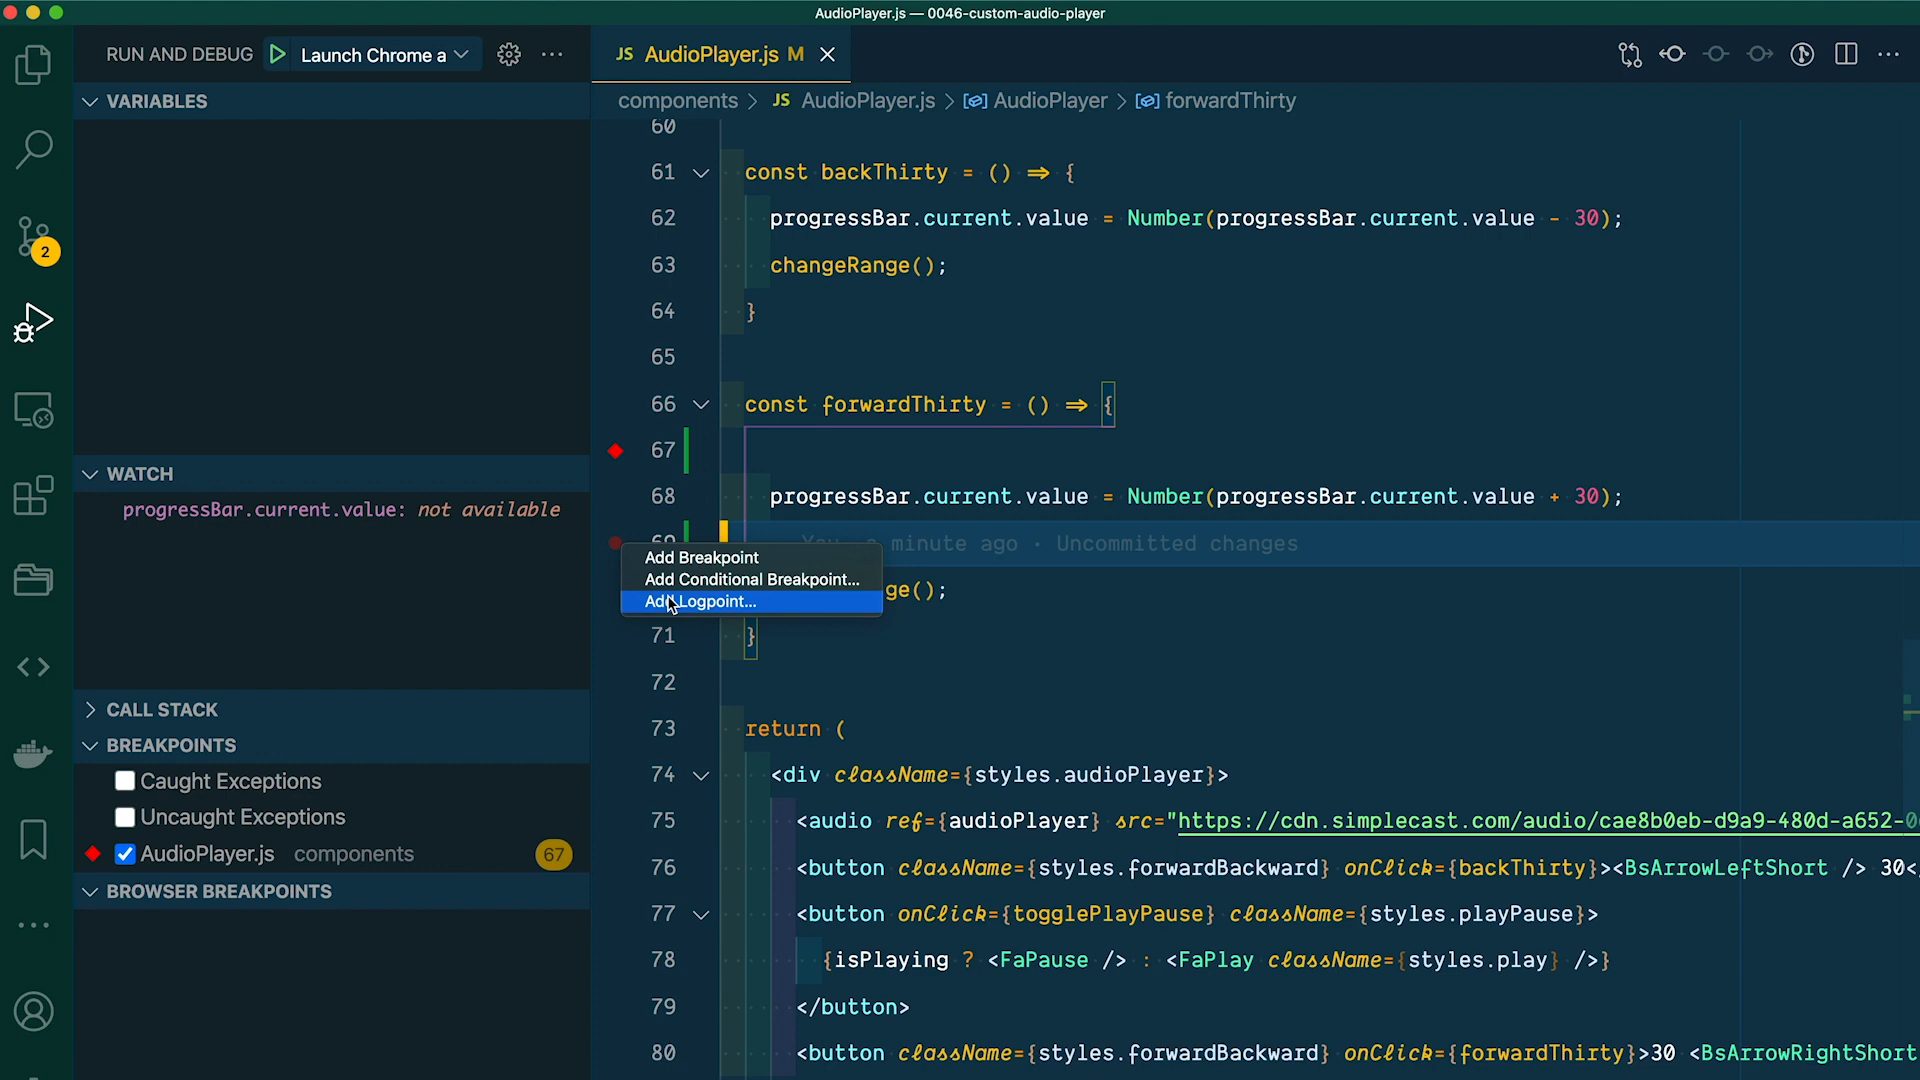 AudioPlayer.js — 0046-custom-audio-player
RUN AND DEBUG
Launch Chrome a
JS AudioPlayer.js M
VARIABLES
components > JS AudioPlayer.js > AudioPlayer > forwardThirty
60
61 const backThirty = () => {
62 progressBar.current.value = Number(progressBar.current.value - 30);
63 changeRange();
64 }
65
66 const forwardThirty = () => {
67
68 progressBar.current.value = Number(progressBar.current.value + 30);
69 minute ago · Uncommitted changes
ge();
71 }
72
73 return (
74 <div className={styles.audioPlayer}>
75 <audio ref={audioPlayer} src="https://cdn.simplecast.com/audio/cae8b0eb-d9a9-480d-a652-0
76 <button className={styles.forwardBackward} onClick={backThirty}><BsArrowLeftShort /> 30<
77 <button onClick={togglePlayPause} className={styles.playPause}>
78 {isPlaying ? <FaPause /> : <FaPlay className={styles.play} />}
79 </button>
80 <button className={styles.forwardBackward} onClick={forwardThirty}>30 <BsArrowRightShort
Add Breakpoint
Add Conditional Breakpoint...
Add Logpoint...
2
WATCH
progressBar.current.value: not available
CALL STACK
BREAKPOINTS
Caught Exceptions
Uncaught Exceptions
AudioPlayer.js components 67
BROWSER BREAKPOINTS